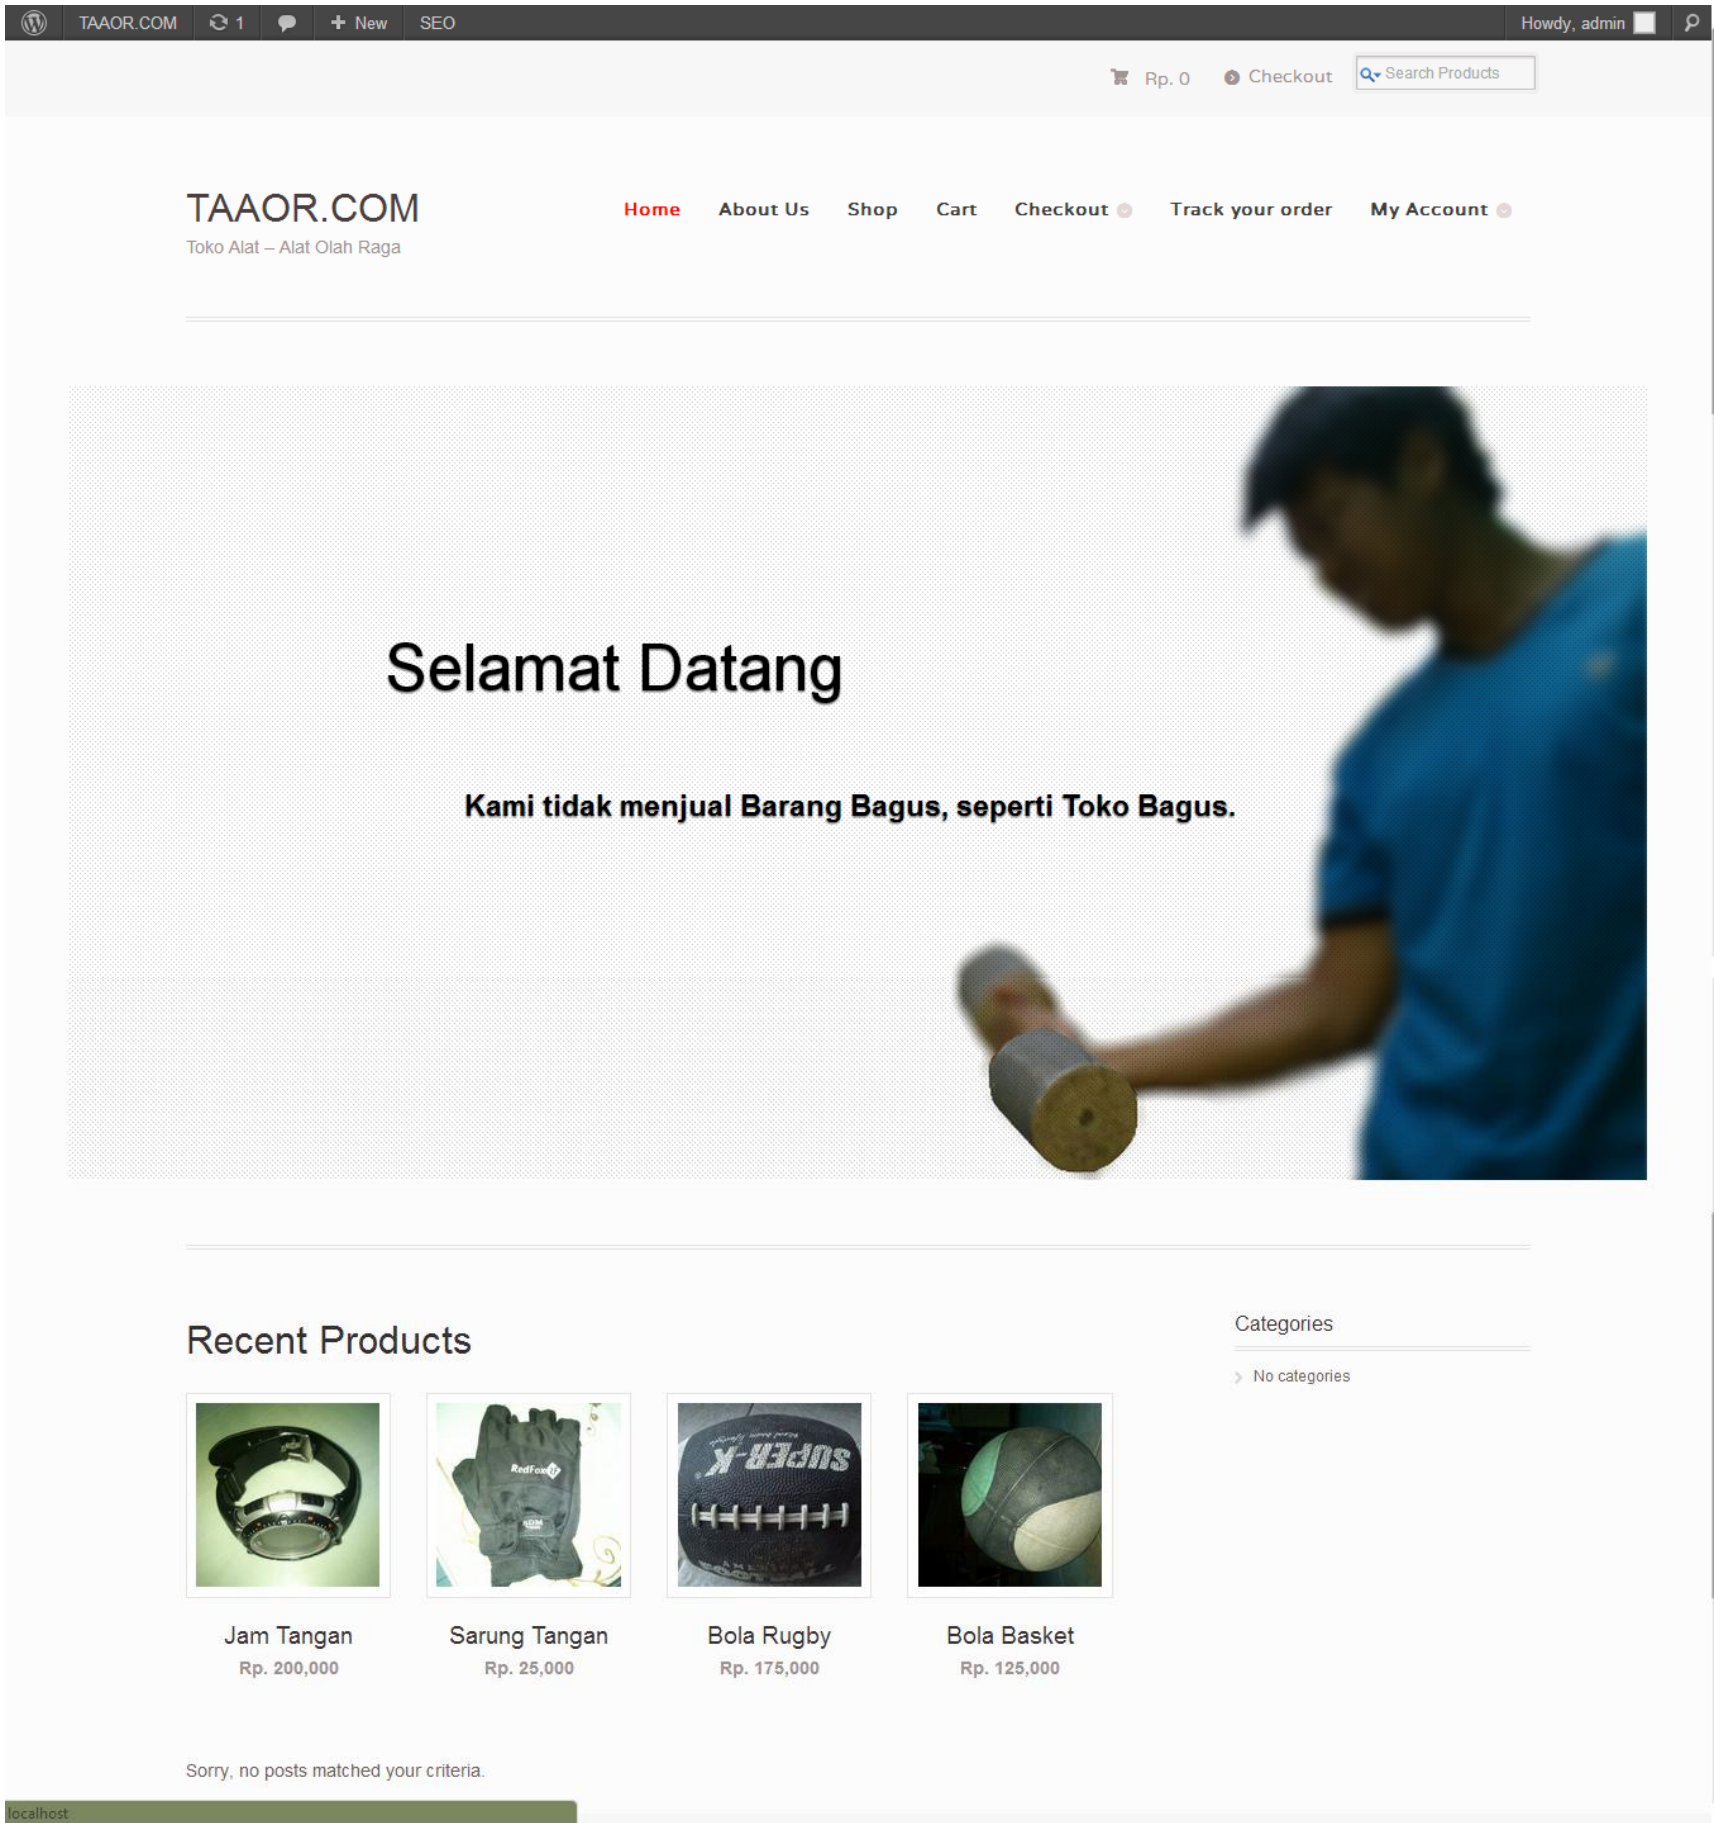 TAAOR.COM 1 + New SEO Howdy, admin
Rp. 0 Checkout Search Products
TAAOR.COM
Toko Alat – Alat Olah Raga
Home About Us Shop Cart Checkout Track your order My Account
Selamat Datang
Kami tidak menjual Barang Bagus, seperti Toko Bagus.
Recent Products
RedFox
SUPER-K
Jam Tangan
Rp. 200,000
Sarung Tangan
Rp. 25,000
Bola Rugby
Rp. 175,000
Bola Basket
Rp. 125,000
Categories
No categories
Sorry, no posts matched your criteria.
localhost